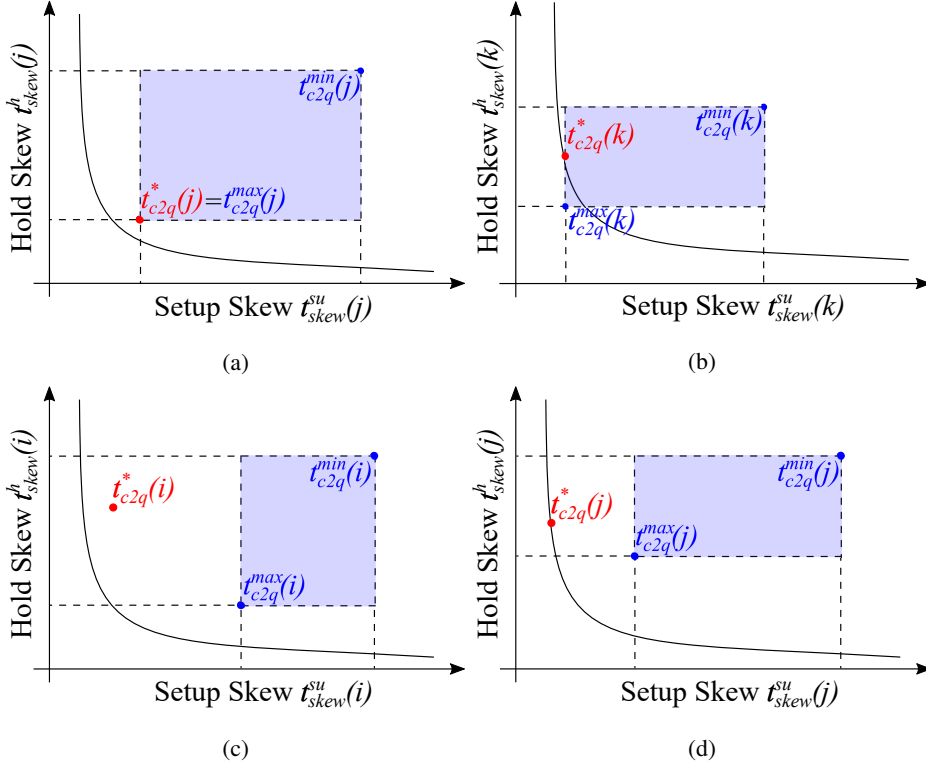 Hold Skew t^h_skew(j)
t^min_c2q(j)
t^*_c2q(j)=t^max_c2q(j)
Setup Skew t^su_skew(j)
(a)
Hold Skew t^h_skew(k)
t^min_c2q(k)
t^*_c2q(k)
t^max_c2q(k)
Setup Skew t^su_skew(k)
(b)
Hold Skew t^h_skew(i)
t^min_c2q(i)
t^*_c2q(i)
t^max_c2q(i)
Setup Skew t^su_skew(i)
(c)
Hold Skew t^h_skew(j)
t^min_c2q(j)
t^*_c2q(j)
t^max_c2q(j)
Setup Skew t^su_skew(j)
(d)